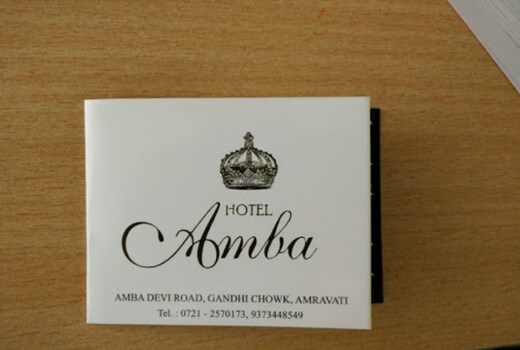 HOTEL
Amba
AMBA DEVI ROAD, GANDHI CHOWK, AMRAVATI
Tel. : 0721 - 2570173, 9373448549